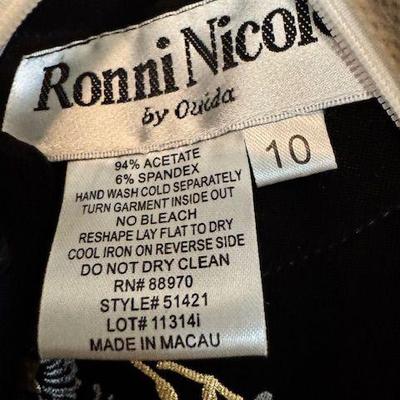 Ronni Nicole
by Ouida
10
94% ACETATE
6% SPANDEX
HAND WASH COLD SEPARATELY
TURN GARMENT INSIDE OUT
NO BLEACH
RESHAPE LAY FLAT TO DRY
COOL IRON ON REVERSE SIDE
DO NOT DRY CLEAN
RN# 88970
STYLE# 51421
LOT# 11314i
MADE IN MACAU